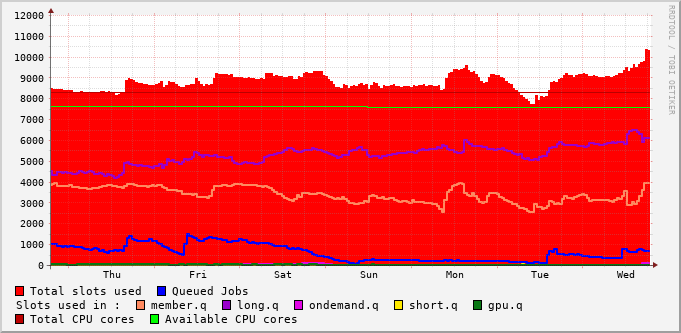 12000
11000
10000
9000
8000
7000
6000
5000
4000
3000
2000
1000
0
Thu Fri Sat Sun Mon Tue Wed
Total slots used Queued Jobs
Slots used in : member.q long.q ondemand.q short.q gpu.q
Total CPU cores Available CPU cores
RRDTOOL / TOBI OETIKER